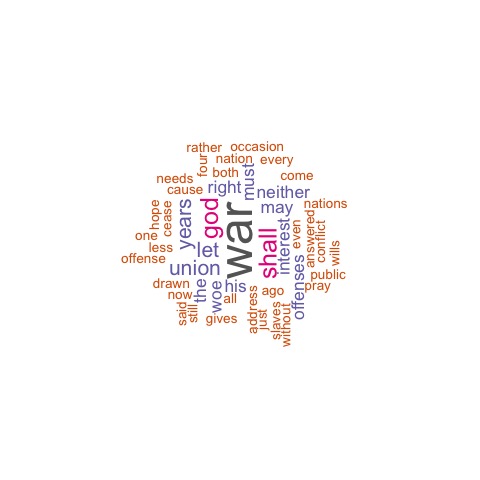 rather
occasion
four
nation
every
both
must
come
needs
cause
right
neither
hope
cease
years
god
may
nations
one
less
let
war
shall
interest
even
answered
conflict
wills
offense
union
offenses
public
pray
drawn
now
the
woe
his
all
ago
said
still
gives
address
just
slaves
without